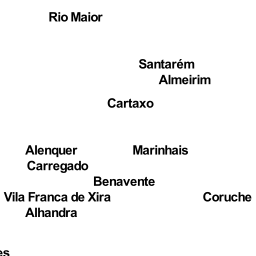 Rio Maior
Santarém
Almeirim
Cartaxo
Alenquer
Marinhais
Carregado
Benavente
Vila Franca de Xira
Coruche
Alhandra
es